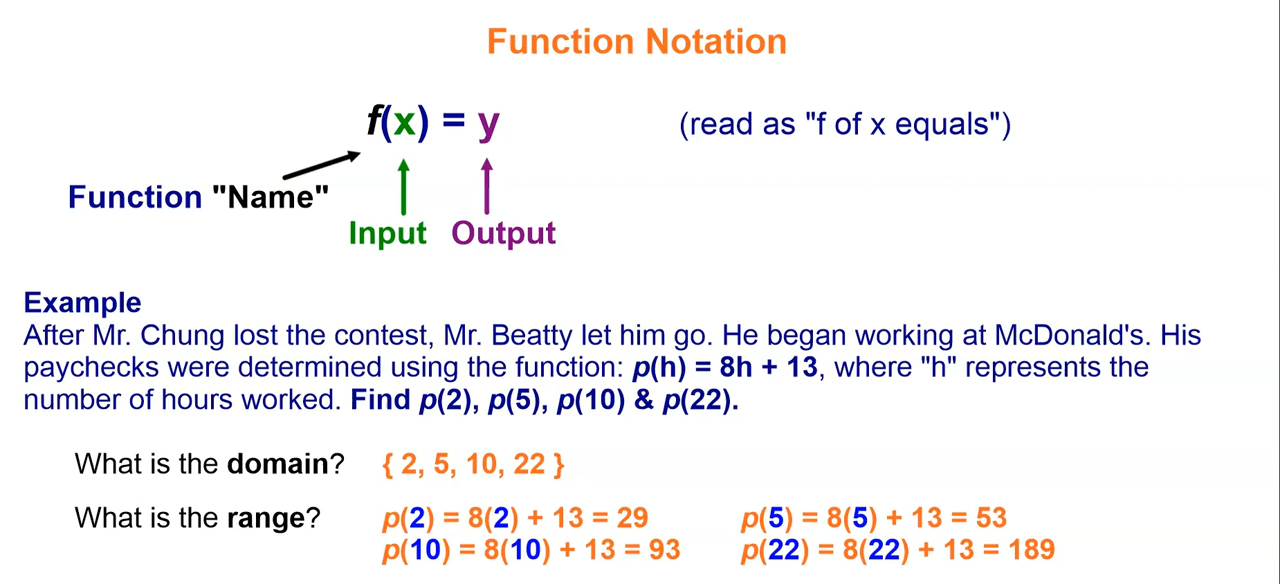 Function Notation
f(x) = y
(read as "f of x equals")
Function "Name"
Input
Output
Example
After Mr. Chung lost the contest, Mr. Beatty let him go. He began working at McDonald's. His
paychecks were determined using the function: p(h) = 8h + 13, where "h" represents the
number of hours worked. Find p(2), p(5), p(10) & p(22).
What is the domain? { 2, 5, 10, 22 }
What is the range? p(2) = 8(2) + 13 = 29 p(5) = 8(5) + 13 = 53
p(10) = 8(10) + 13 = 93 p(22) = 8(22) + 13 = 189